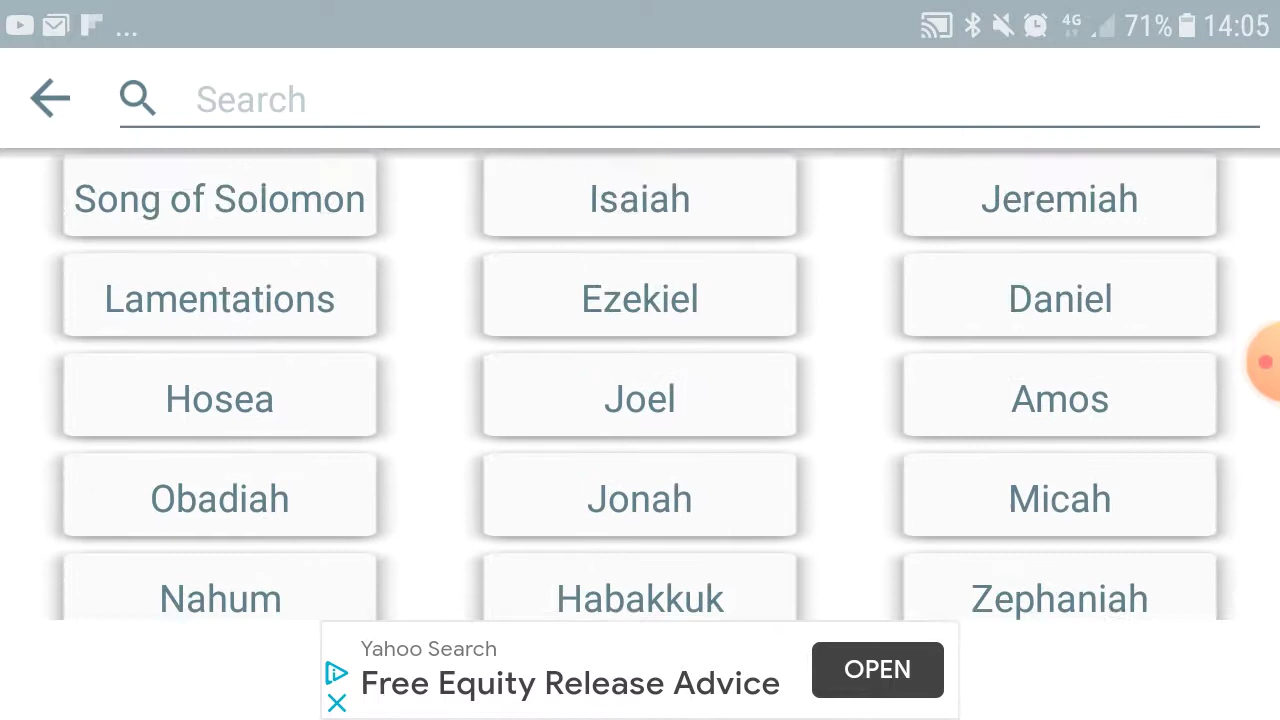 ... 4G 71% 14:05
Search
Song of Solomon Isaiah Jeremiah
Lamentations Ezekiel Daniel
Hosea Joel Amos
Obadiah Jonah Micah
Nahum Habakkuk Zephaniah
Yahoo Search
Free Equity Release Advice OPEN